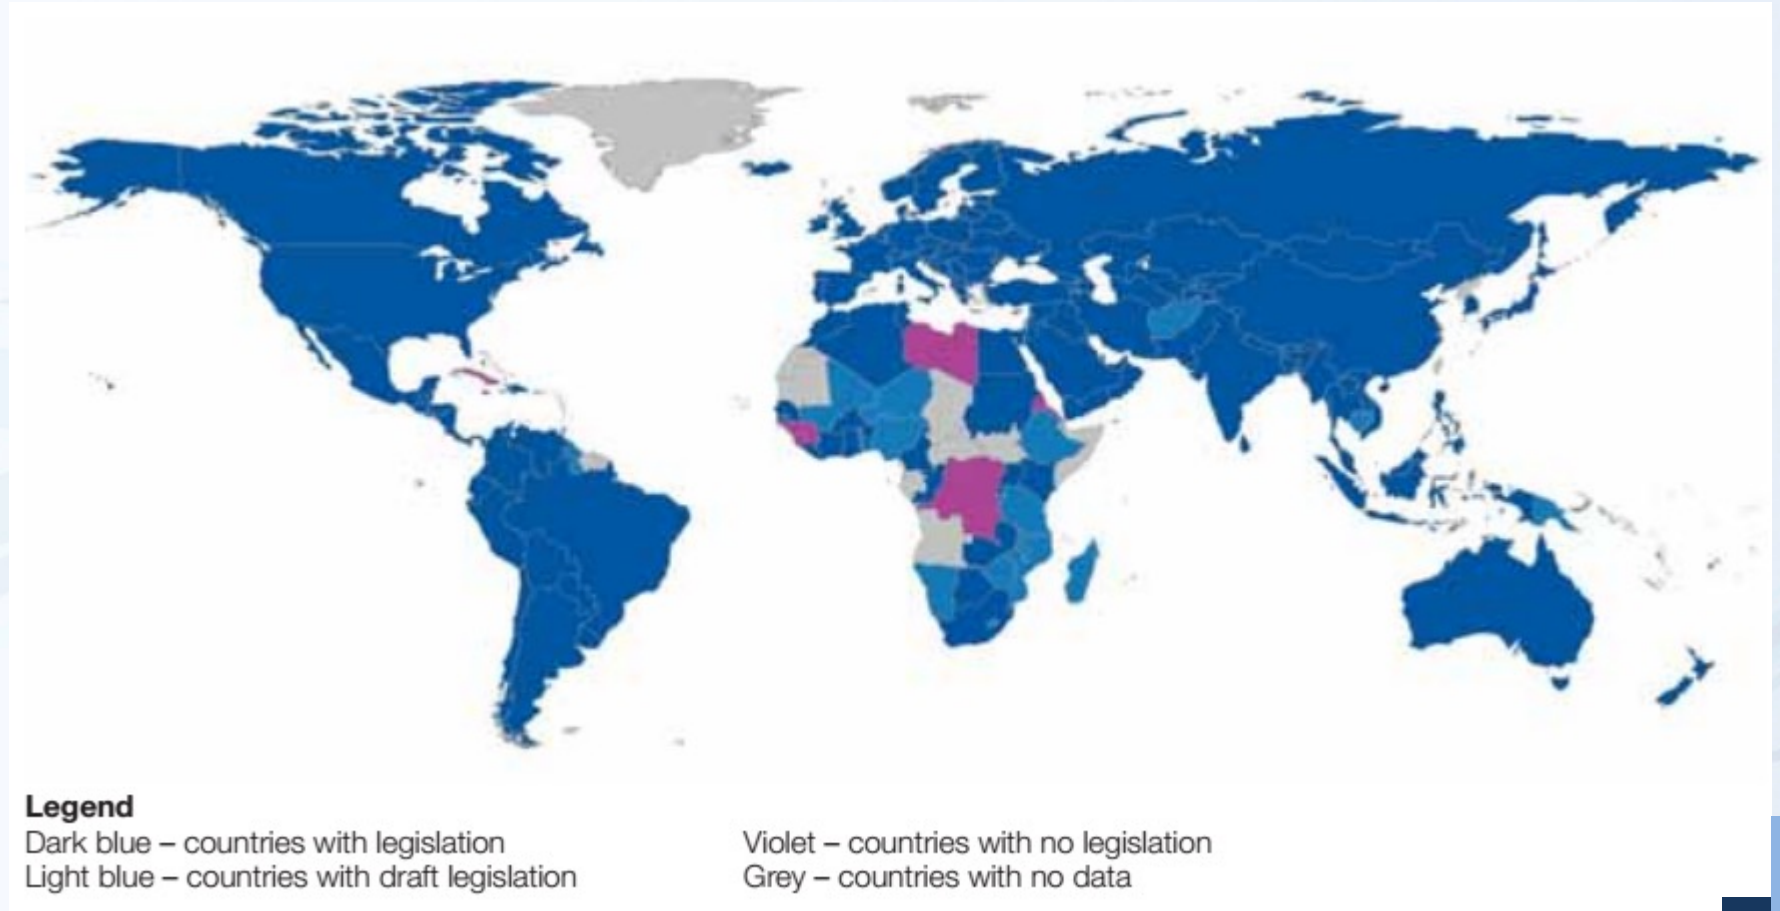 Legend
Dark blue – countries with legislation
Light blue – countries with draft legislation
Violet – countries with no legislation
Grey – countries with no data